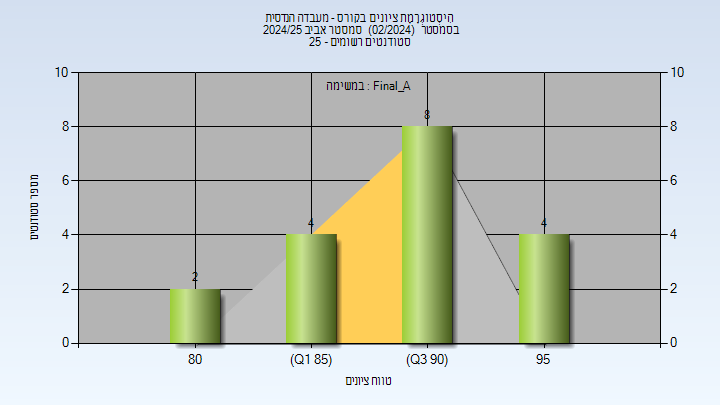 היסטוגרמת ציונים בקורס - מעבדה הנדסית
בסמסטר (02/2024) סמסטר אביב 2024/25
סטודנטים רשומים - 25
במשימה : Final_A
10
8
6
4
2
0
10
8
6
4
2
0
2
4
8
4
80
(Q1 85)
(Q3 90)
95
מספר סטודנטים
טווח ציונים